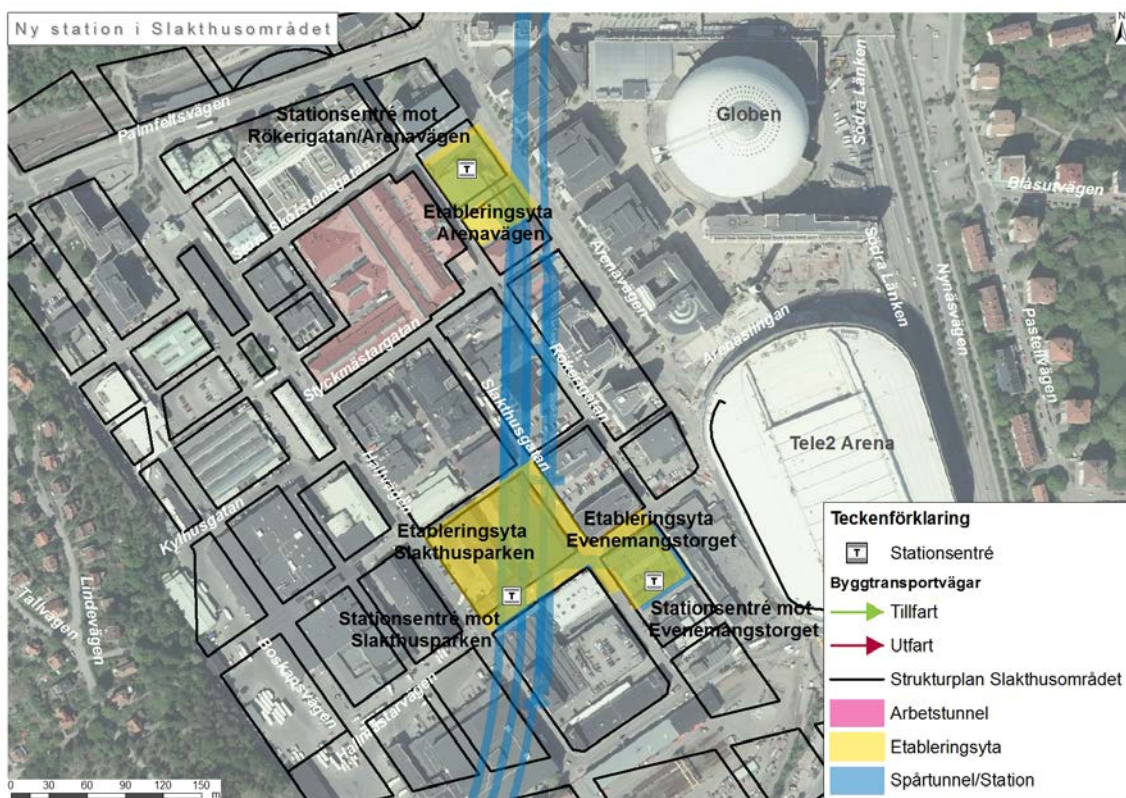 Ny station i Slakthusområdet
N
Palmfeltsvägen
Stationsentré mot
Rökerigatan/Arenavägen
Globen
Södra Länken
Blåsutvägen
T
Etableringsyta
Arenavägen
Arenavägen
Södra Länken
Nynäsvägen
Pastellvägen
Arenaslingan
Styckmästargatan
Slakthusgatan
Rökerigatan
Tele2 Arena
Hallvägen
Kylhusgatan
Etableringsyta
Slakthusparken
Etableringsyta
Evenemangstorget
T
T
Stationsentré mot
Slakthusparken
Stationsentré mot
Evenemangstorget
Tallvägen
Lindevägen
Boskapsvägen
Hallmästarvägen
Teckenförklaring
T Stationsentré
Byggtransportvägar
Tillfart
Utfart
Strukturplan Slakthusområdet
Arbetstunnel
Etableringsyta
Spårtunnel/Station
0 30 60 90 120 150
m